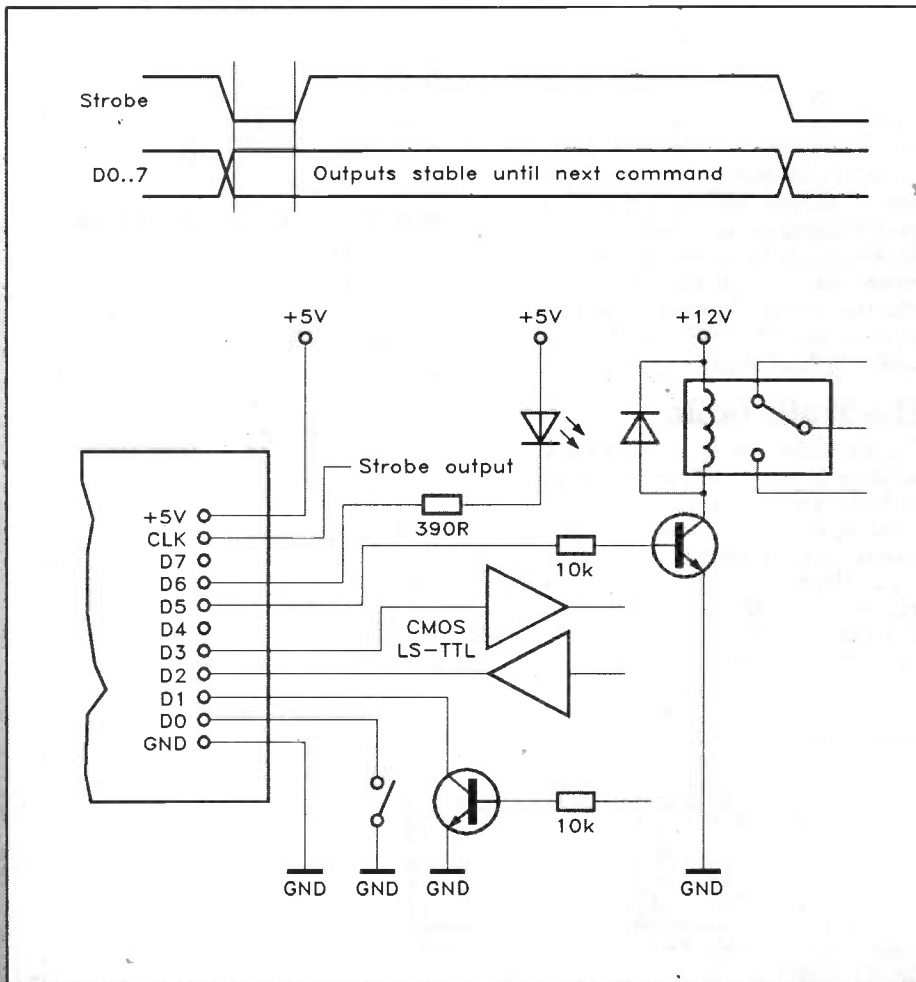 Strobe
D0..7
Outputs stable until next command
+5V
+5V
+12V
Strobe output
+5V
CLK
D7
D6
D5
D4
D3
D2
D1
D0
GND
390R
10k
CMOS
LS-TTL
10k
GND
GND
GND
GND